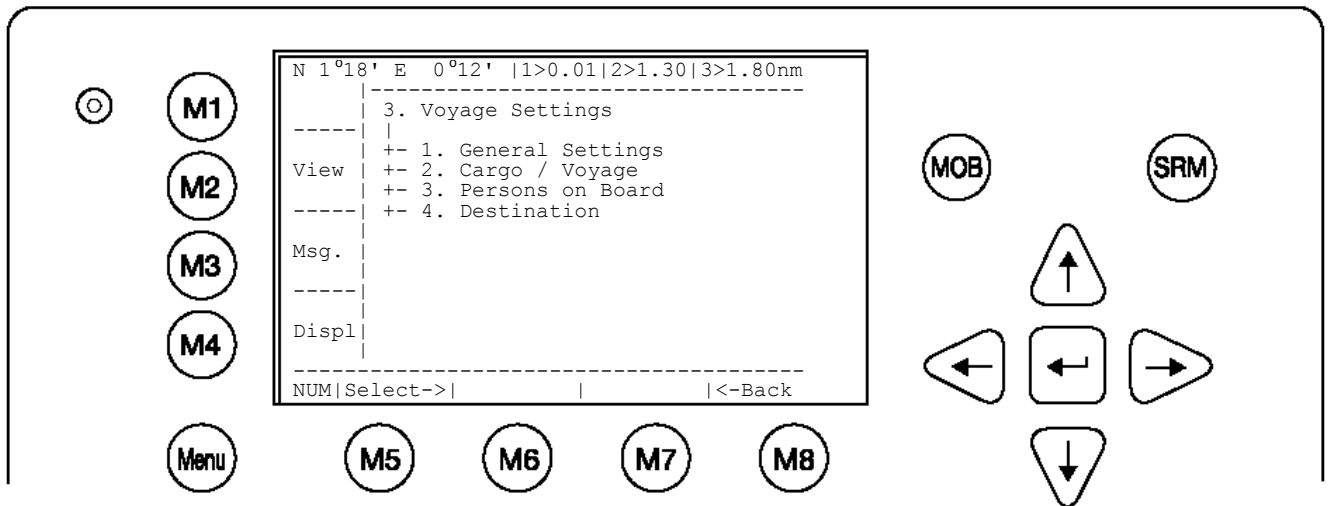 N 1°18' E 0°12' |1>0.01|2>1.30|3>1.80nm
3. Voyage Settings
+- 1. General Settings
View | +- 2. Cargo / Voyage
+- 3. Persons on Board
+- 4. Destination
Msg.
Displ
NUM|Select->| | |<-Back
M1
M2
M3
M4
Menu
M5
M6
M7
M8
MOB
SRM